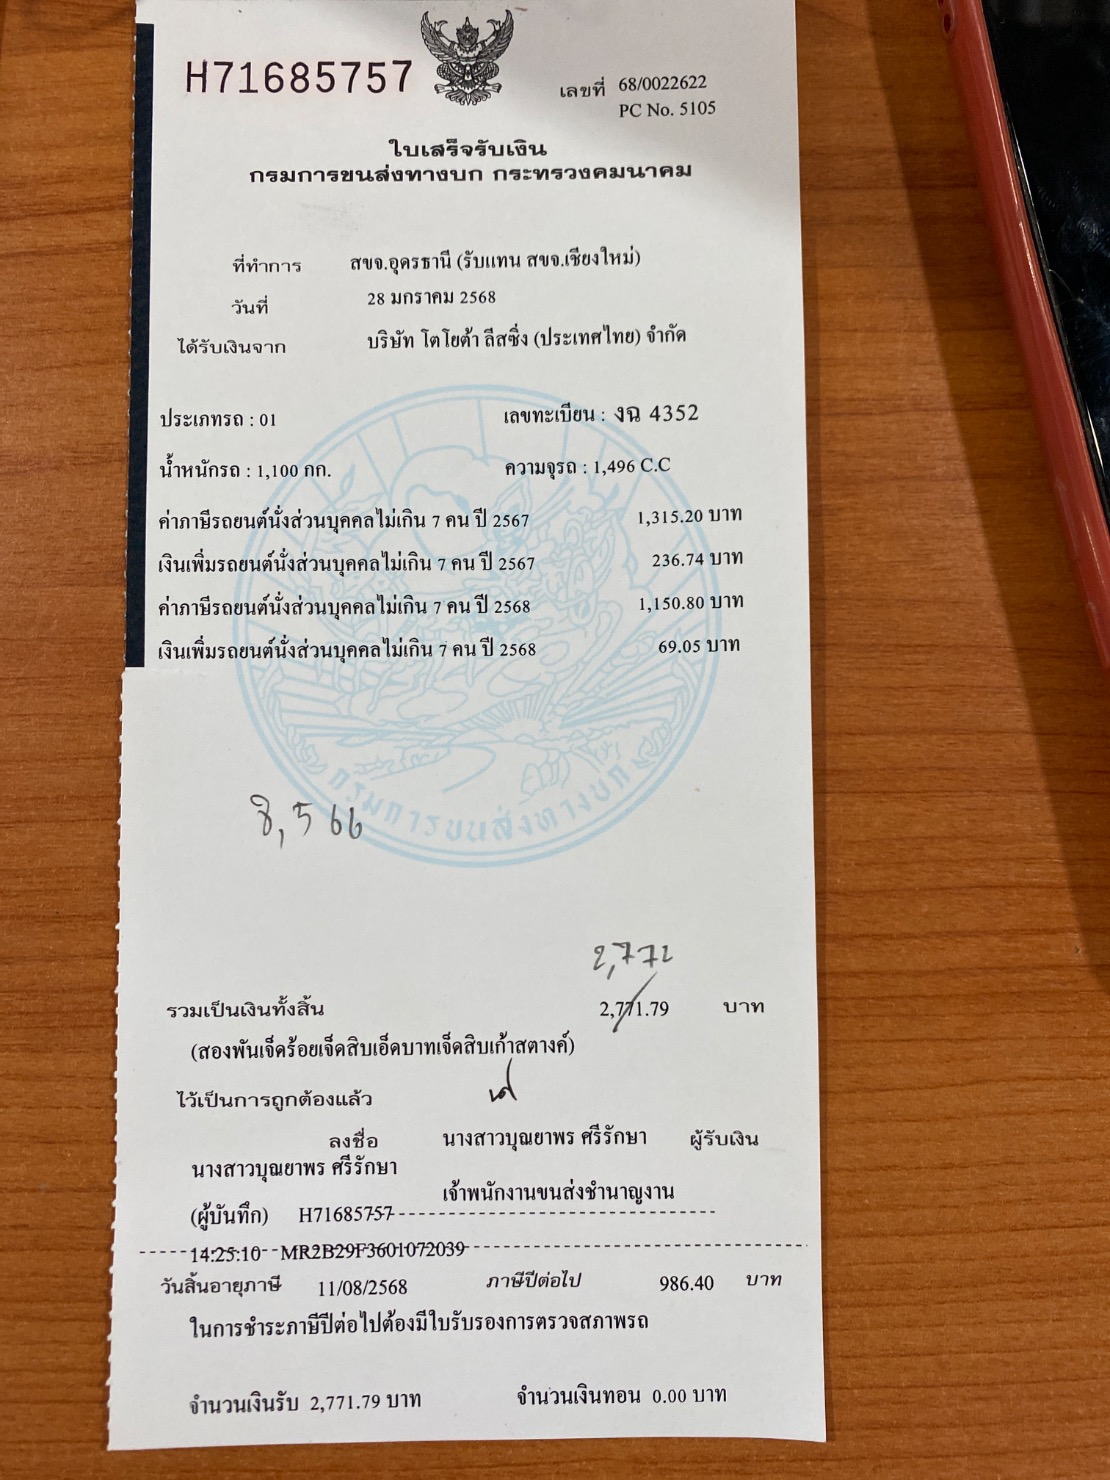 H71685757
เลขที่ 68/0022622
PC No. 5105
ใบเสร็จรับเงิน
กรมการขนส่งทางบก กระทรวงคมนาคม
ที่ทำการ สขจ.อุดรธานี (รับแทน สขจ.เชียงใหม่)
วันที่ 28 มกราคม 2568
ได้รับเงินจาก บริษัท โตโยต้า ลีสซิ่ง (ประเทศไทย) จำกัด
ประเภทรถ : 01 เลขทะเบียน : งฉ 4352
น้ำหนักรถ : 1,100 กก. ความจุรถ : 1,496 C.C
ค่าภาษีรถยนต์นั่งส่วนบุคคลไม่เกิน 7 คน ปี 2567 1,315.20 บาท
เงินเพิ่มรถยนต์นั่งส่วนบุคคลไม่เกิน 7 คน ปี 2567 236.74 บาท
ค่าภาษีรถยนต์นั่งส่วนบุคคลไม่เกิน 7 คน ปี 2568 1,150.80 บาท
เงินเพิ่มรถยนต์นั่งส่วนบุคคลไม่เกิน 7 คน ปี 2568 69.05 บาท
กรมการขนส่งทางบก
8,566
2,772
รวมเป็นเงินทั้งสิ้น 2,771.79 บาท
(สองพันเจ็ดร้อยเจ็ดสิบเอ็ดบาทเจ็ดสิบเก้าสตางค์)
ไว้เป็นการถูกต้องแล้ว
ลงชื่อ นางสาวบุณยาพร ศรีรักษา ผู้รับเงิน
นางสาวบุณยาพร ศรีรักษา
เจ้าพนักงานขนส่งชำนาญงาน
(ผู้บันทึก) H71685757
14:25:10 MR2B29F3601072039
วันสิ้นอายุภาษี 11/08/2568 ภาษีปีต่อไป 986.40 บาท
ในการชำระภาษีปีต่อไปต้องมีใบรับรองการตรวจสภาพรถ
จำนวนเงินรับ 2,771.79 บาท จำนวนเงินทอน 0.00 บาท